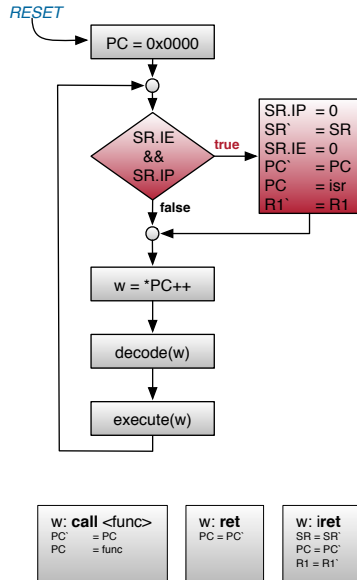 RESET
PC = 0x0000
SR.IE
&&
SR.IP
true
false
SR.IP = 0
SR` = SR
SR.IE = 0
PC` = PC
PC = isr
R1` = R1
w = *PC++
decode(w)
execute(w)
w: call <func>
PC` = PC
PC = func
w: ret
PC = PC`
w: iret
SR = SR`
PC = PC`
R1 = R1`